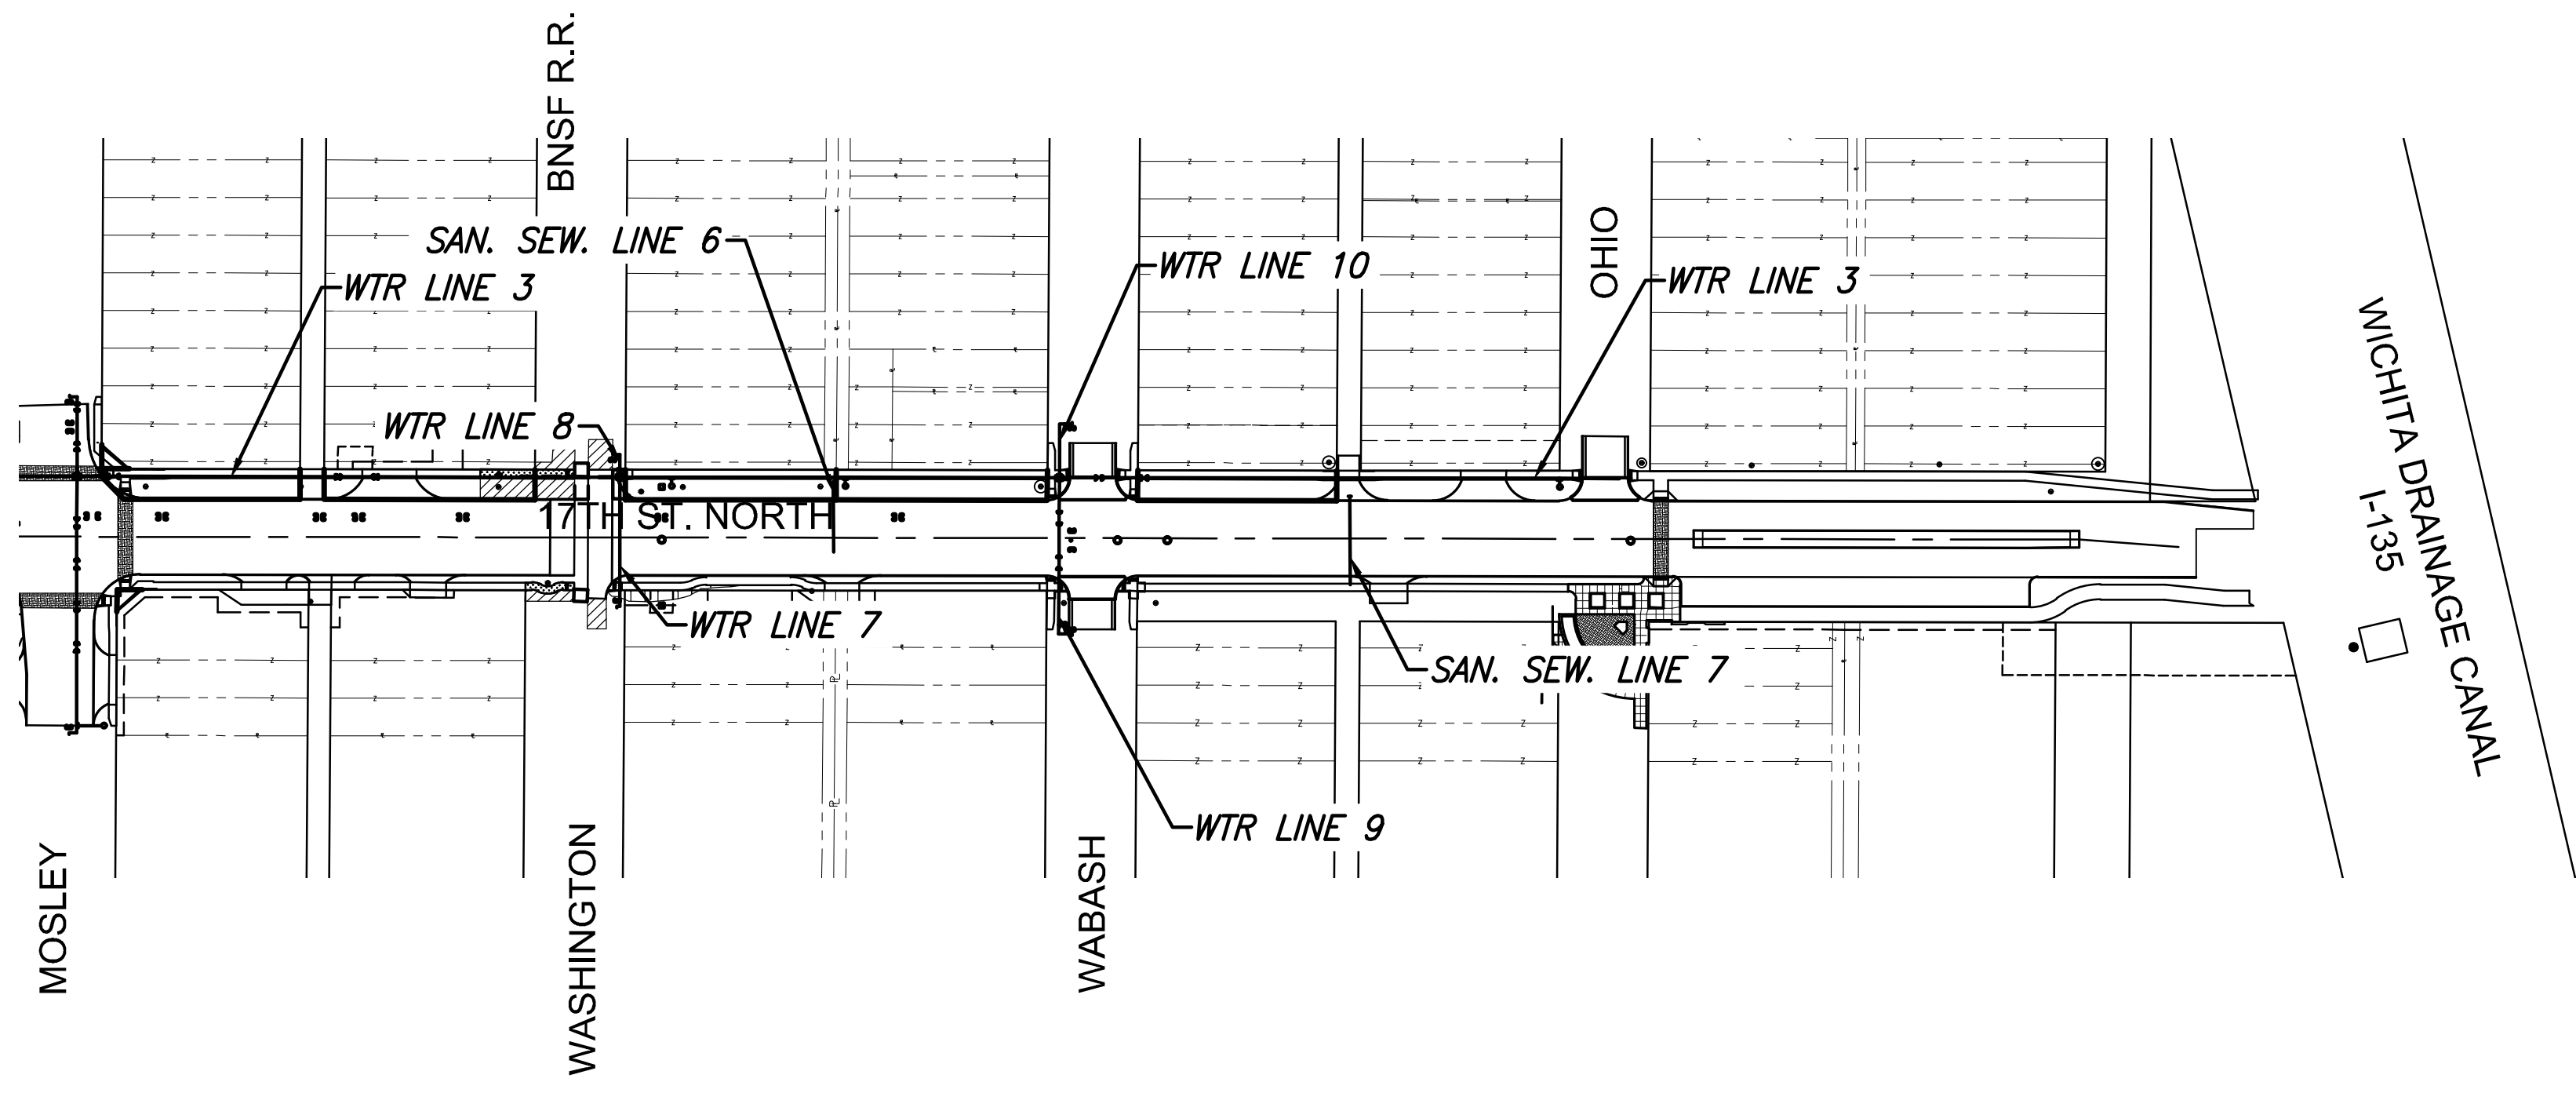 BNSF R.R.
SAN. SEW. LINE 6
WTR LINE 3
WTR LINE 10
OHIO
WTR LINE 3
WTR LINE 8
17TH ST. NORTH
WICHITA DRAINAGE CANAL
I-135
WTR LINE 7
SAN. SEW. LINE 7
WTR LINE 9
MOSLEY
WASHINGTON
WABASH